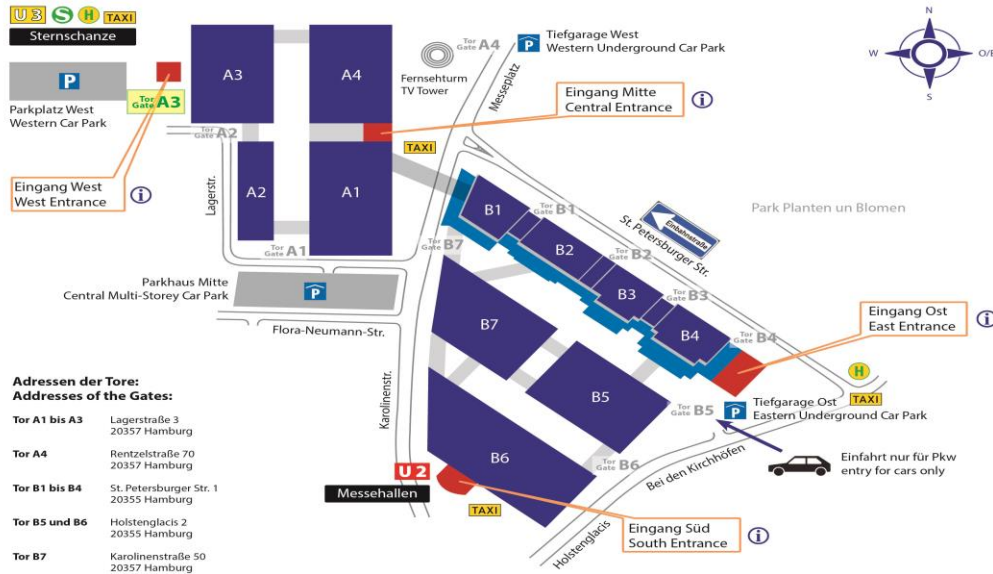 U3 S H TAXI
Sternschanze
P
Parkplatz West
Western Car Park
Tor
Gate A3
Eingang West
West Entrance
i
A3
A4
Tor
Gate A2
A2
A1
Lagerstr.
Tor
Gate A1
Fernsehturm
TV Tower
Tor
Gate A4
Messeplatz
P
Tiefgarage West
Western Underground Car Park
Eingang Mitte
Central Entrance
i
TAXI
N
W
O/E
S
Parkhaus Mitte
Central Multi-Storey Car Park
P
Flora-Neumann-Str.
Karolinenstr.
Tor
Gate B7
B1
Tor
Gate B1
B2
Tor
Gate B2
B3
Tor
Gate B3
B4
Tor
Gate B4
Einbahnstraße
St. Petersburger Str.
Park Planten un Blomen
Eingang Ost
East Entrance
i
H
TAXI
B7
B5
B6
Tor
Gate B5
P
Tiefgarage Ost
Eastern Underground Car Park
Tor
Gate B6
Bei den Kirchhöfen
Einfahrt nur für Pkw
entry for cars only
Holstenglacis
U2
Messehallen
TAXI
Eingang Süd
South Entrance
i
Adressen der Tore:
Addresses of the Gates:
Tor A1 bis A3 Lagerstraße 3
20357 Hamburg
Tor A4 Rentzelstraße 70
20357 Hamburg
Tor B1 bis B4 St. Petersburger Str. 1
20355 Hamburg
Tor B5 und B6 Holstenglacis 2
20355 Hamburg
Tor B7 Karolinenstraße 50
20357 Hamburg